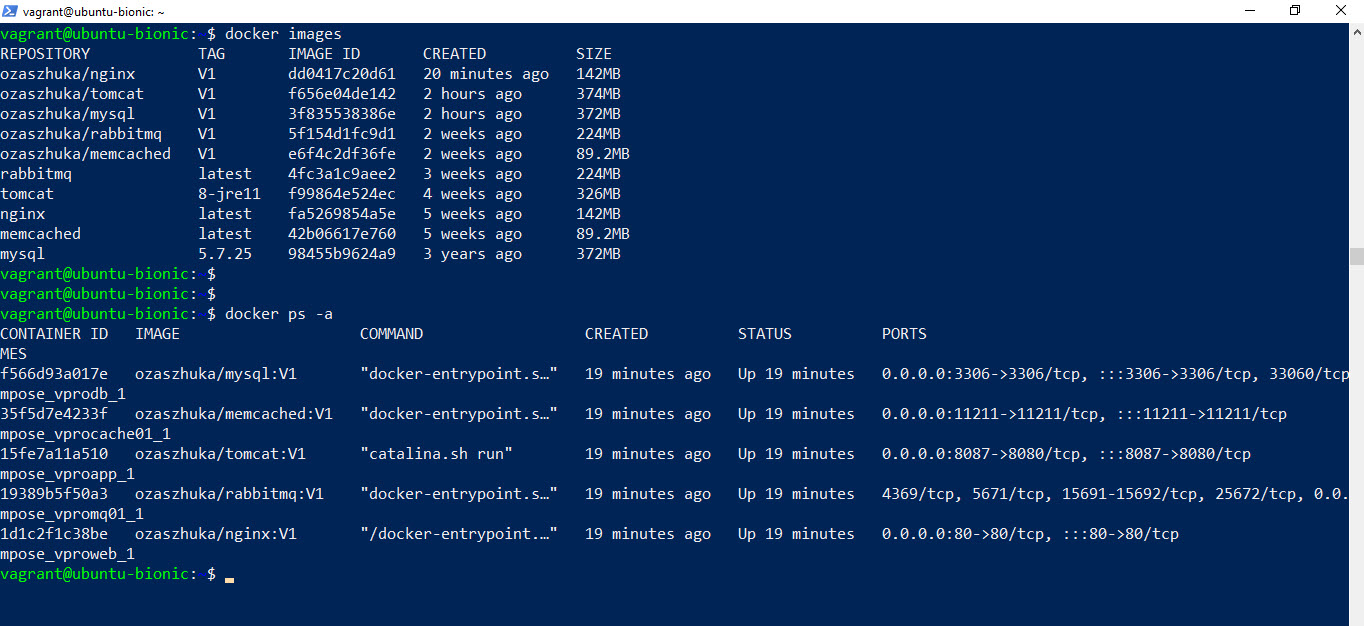 vagrant@ubuntu-bionic: ~
vagrant@ubuntu-bionic: $ docker images
REPOSITORY TAG IMAGE ID CREATED SIZE
ozaszhuka/nginx V1 dd0417c20d61 20 minutes ago 142MB
ozaszhuka/tomcat V1 f656e04de142 2 hours ago 374MB
ozaszhuka/mysql V1 3f835538386e 2 hours ago 372MB
ozaszhuka/rabbitmq V1 5f154d1fc9d1 2 weeks ago 224MB
ozaszhuka/memcached V1 e6f4c2df36fe 2 weeks ago 89.2MB
rabbitmq latest 4fc3a1c9aee2 3 weeks ago 224MB
tomcat 8-jre11 f99864e524ec 4 weeks ago 326MB
nginx latest fa5269854a5e 5 weeks ago 142MB
memcached latest 42b06617e760 5 weeks ago 89.2MB
mysql 5.7.25 98455b9624a9 3 years ago 372MB
vagrant@ubuntu-bionic: $
vagrant@ubuntu-bionic: $
vagrant@ubuntu-bionic: $ docker ps -a
CONTAINER ID IMAGE COMMAND CREATED STATUS PORTS
MES
f566d93a017e ozaszhuka/mysql:V1 "docker-entrypoint.s…" 19 minutes ago Up 19 minutes 0.0.0.0:3306->3306/tcp, :::3306->3306/tcp, 33060/tcp
mpose_vprodb_1
35f5d7e4233f ozaszhuka/memcached:V1 "docker-entrypoint.s…" 19 minutes ago Up 19 minutes 0.0.0.0:11211->11211/tcp, :::11211->11211/tcp
mpose_vprocache01_1
15fe7a11a510 ozaszhuka/tomcat:V1 "catalina.sh run" 19 minutes ago Up 19 minutes 0.0.0.0:8087->8080/tcp, :::8087->8080/tcp
mpose_vproapp_1
19389b5f50a3 ozaszhuka/rabbitmq:V1 "docker-entrypoint.s…" 19 minutes ago Up 19 minutes 4369/tcp, 5671/tcp, 15691-15692/tcp, 25672/tcp, 0.0.
mpose_vpromq01_1
1d1c2f1c38be ozaszhuka/nginx:V1 "/docker-entrypoint.…" 19 minutes ago Up 19 minutes 0.0.0.0:80->80/tcp, :::80->80/tcp
mpose_vproweb_1
vagrant@ubuntu-bionic: $